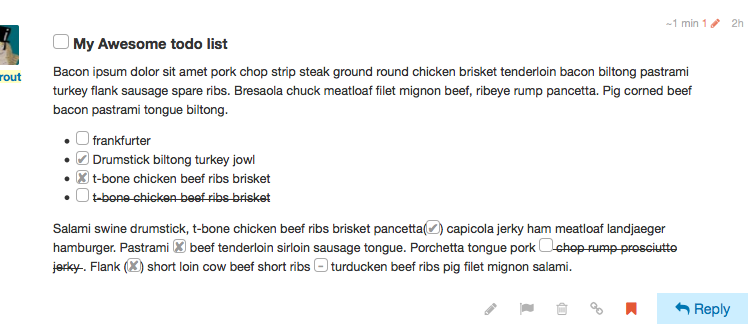 ~1 min 1 2h
My Awesome todo list
rout
Bacon ipsum dolor sit amet pork chop strip steak ground round chicken brisket tenderloin bacon biltong pastrami
turkey flank sausage spare ribs. Bresaola chuck meatloaf filet mignon beef, ribeye rump pancetta. Pig corned beef
bacon pastrami tongue biltong.
frankfurter
Drumstick biltong turkey jowl
t-bone chicken beef ribs brisket
t-bone chicken beef ribs brisket
Salami swine drumstick, t-bone chicken beef ribs brisket pancetta(✓) capicola jerky ham meatloaf landjaeger
hamburger. Pastrami ☒ beef tenderloin sirloin sausage tongue. Porchetta tongue pork ☐ chop rump prosciutto
jerky . Flank (☒) short loin cow beef short ribs ⊟ turducken beef ribs pig filet mignon salami.
Reply